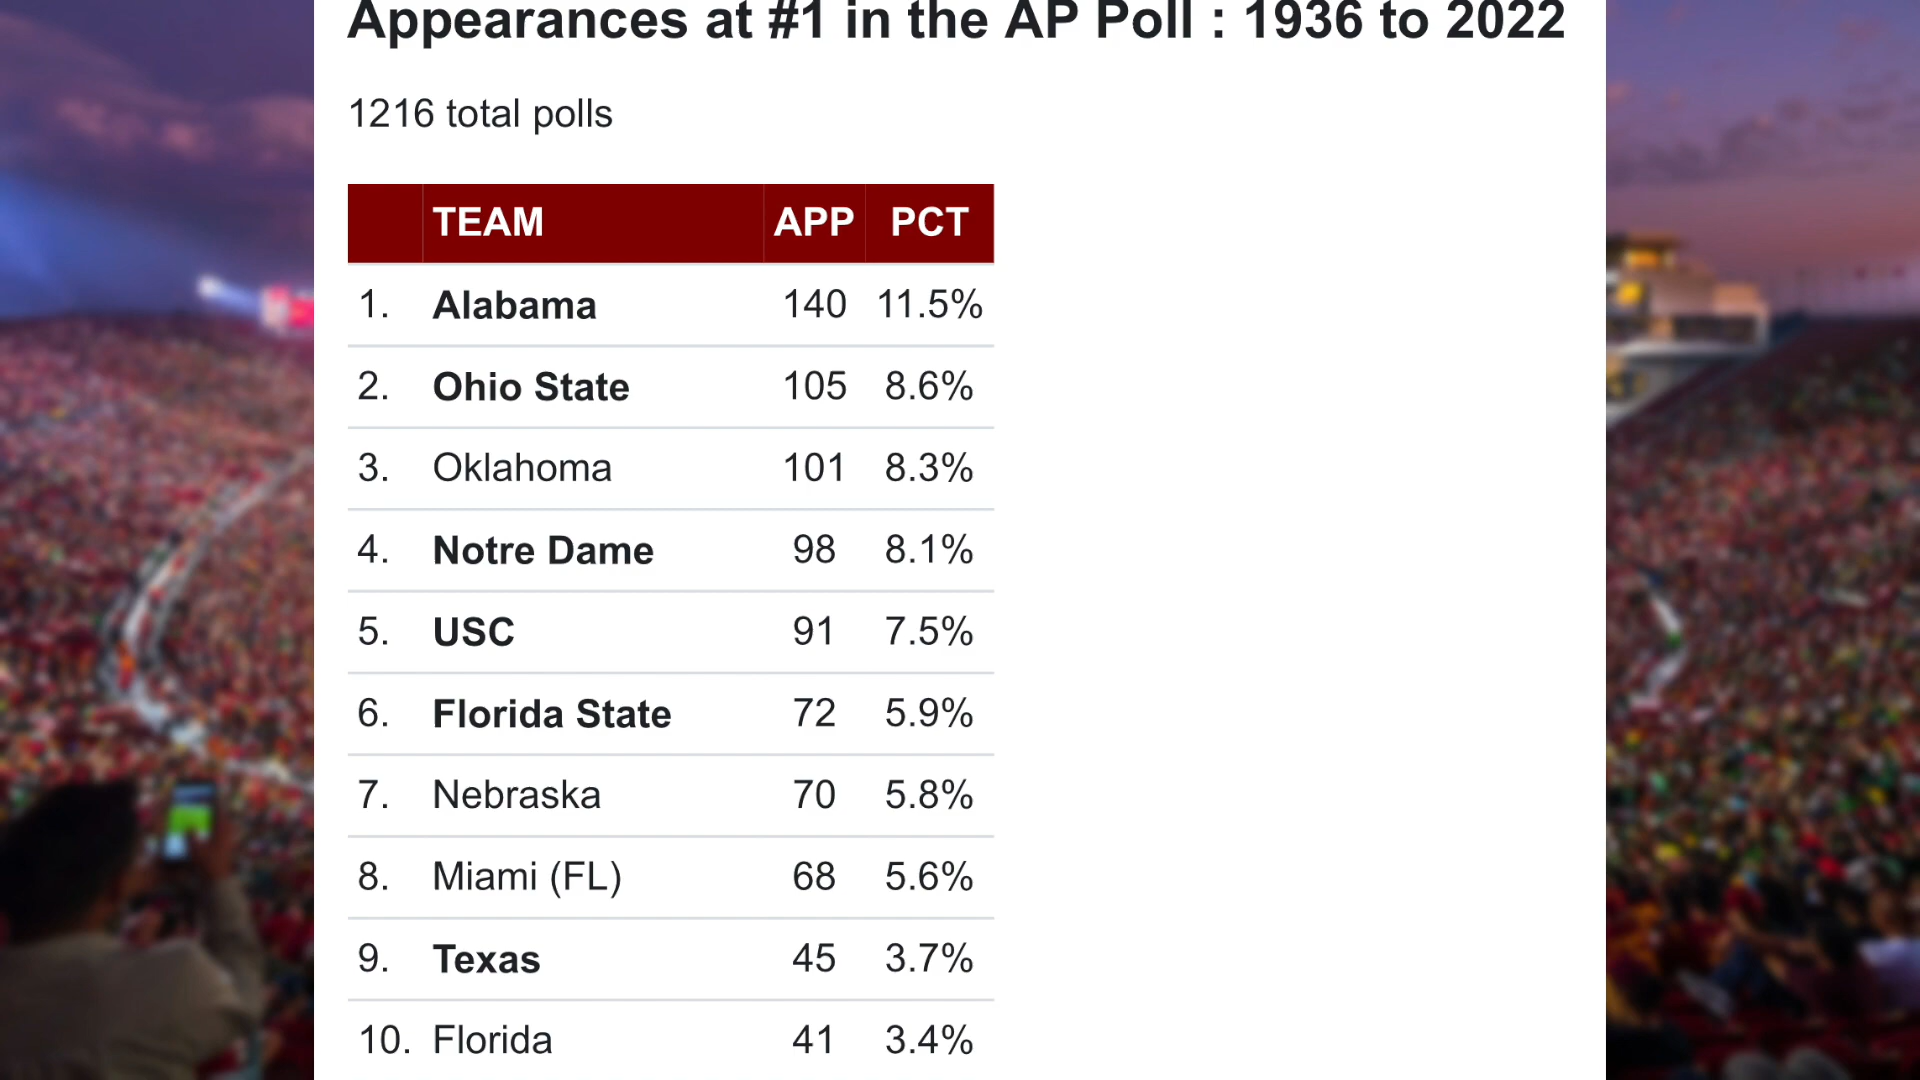 Appearances at #1 in the AP Poll : 1936 to 2022
1216 total polls
TEAM APP PCT
1. Alabama 140 11.5%
2. Ohio State 105 8.6%
3. Oklahoma 101 8.3%
4. Notre Dame 98 8.1%
5. USC 91 7.5%
6. Florida State 72 5.9%
7. Nebraska 70 5.8%
8. Miami (FL) 68 5.6%
9. Texas 45 3.7%
10. Florida 41 3.4%